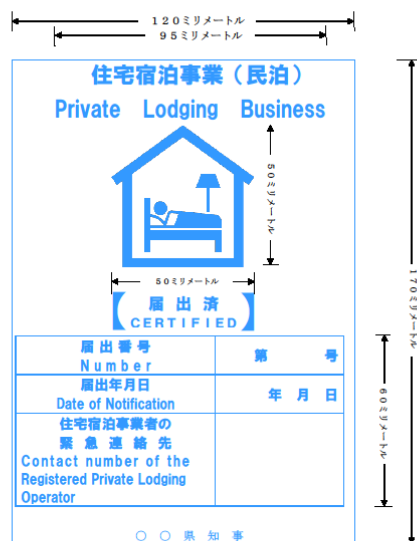 120ミリメートル
95ミリメートル
住宅宿泊事業（民泊）
Private Lodging Business
50ミリメートル
50ミリメートル
170ミリメートル
【届出済
CERTIFIED】
届出番号
Number
第 号
届出年月日
Date of Notification
年 月 日
60ミリメートル
住宅宿泊事業者の
緊急連絡先
Contact number of the
Registered Private Lodging
Operator
○○県知事